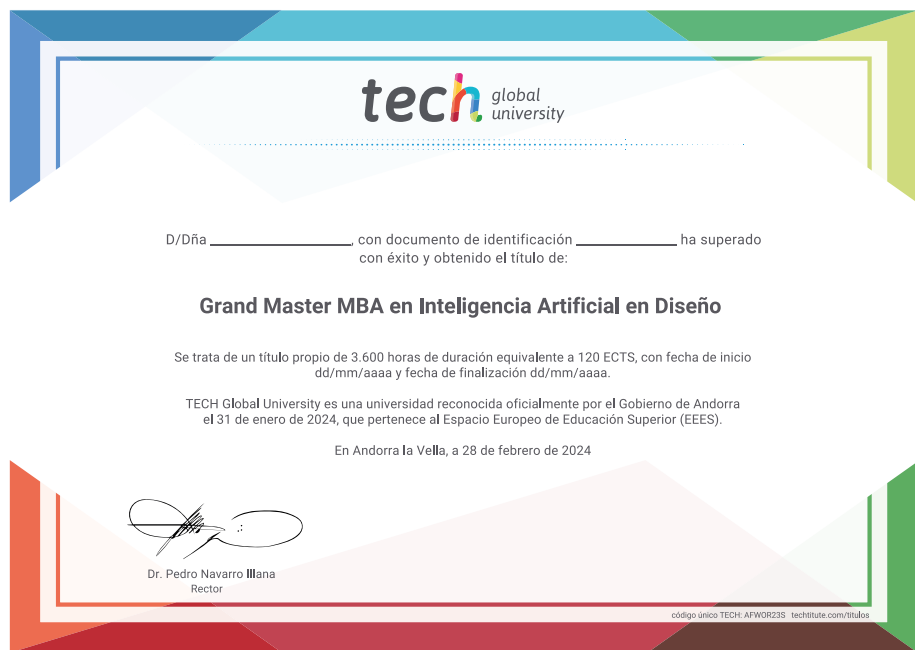 tech global university
D/Dña ____________________, con documento de identificación ______________ ha superado
con éxito y obtenido el título de:
Grand Master MBA en Inteligencia Artificial en Diseño
Se trata de un título propio de 3.600 horas de duración equivalente a 120 ECTS, con fecha de inicio
dd/mm/aaaa y fecha de finalización dd/mm/aaaa.
TECH Global University es una universidad reconocida oficialmente por el Gobierno de Andorra
el 31 de enero de 2024, que pertenece al Espacio Europeo de Educación Superior (EEES).
En Andorra la Vella, a 28 de febrero de 2024
Dr. Pedro Navarro Illana
Rector
código único TECH: AFWOR23S techtitute.com/titulos